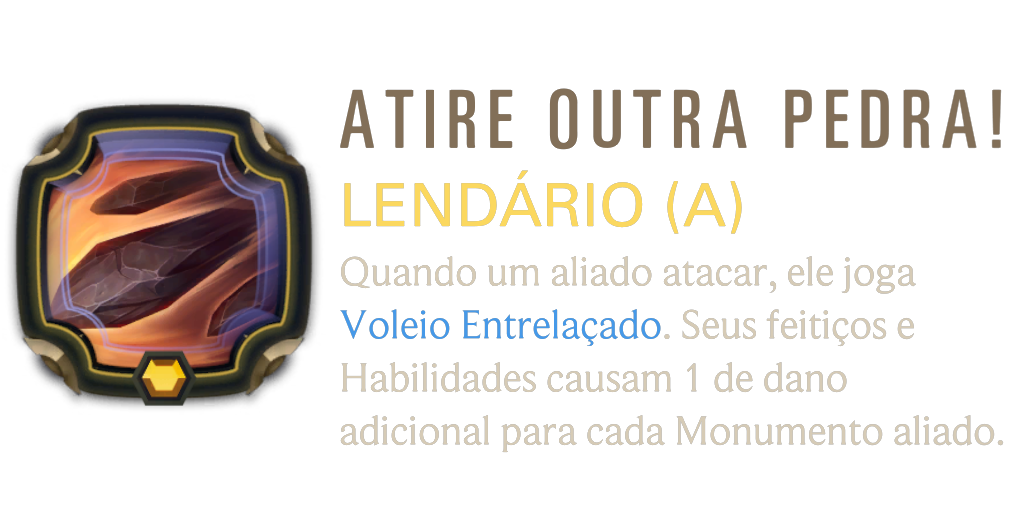 ATIRE OUTRA PEDRA!
LENDÁRIO (A)
Quando um aliado atacar, ele joga
Voleio Entrelaçado. Seus feitiços e
Habilidades causam 1 de dano
adicional para cada Monumento aliado.